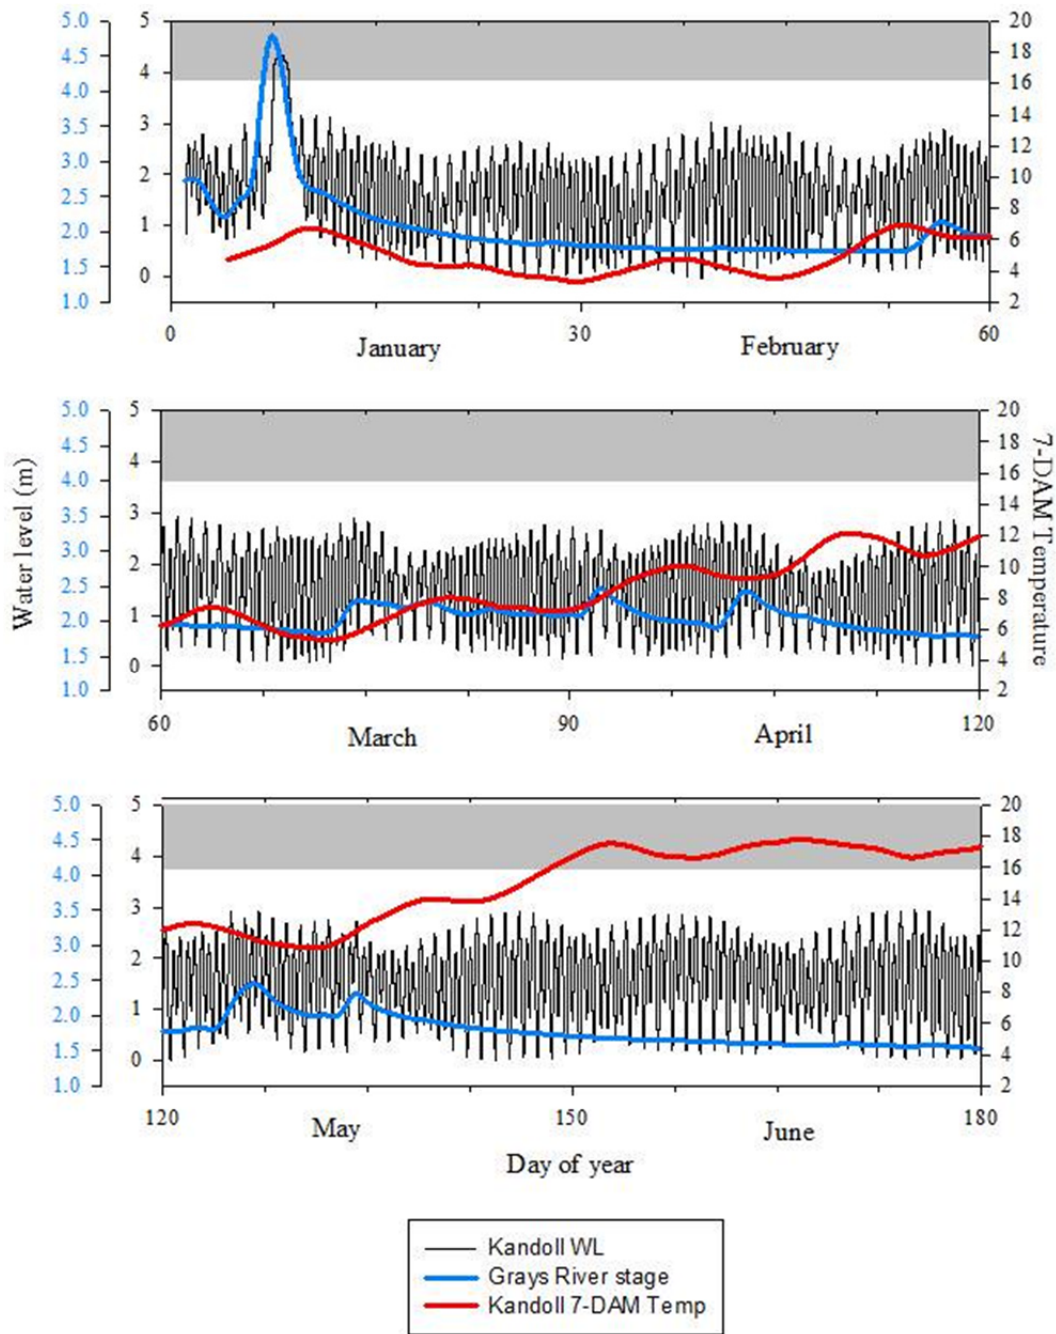 5.0 5 20
4.5 18
4.0 4 16
3.5 14
3.0 3 12
2.5 2 10
2.0 1 8
6
1.5 0 4
1.0 2
0 30 60
January February
5.0 5 20
4.5 18
4.0 4 16
3.5 3 14
3.0 12
2.5 2 10
2.0 1 8
6
1.5 0 4
1.0 2
60 90 120
March April
Water level (m)
7-DAM Temperature
5.0 5 20
4.5 18
4.0 4 16
3.5 3 14
3.0 12
2.5 2 10
2.0 1 8
6
1.5 0 4
1.0 2
120 150 180
May June
Day of year
Kandoll WL
Grays River stage
Kandoll 7-DAM Temp